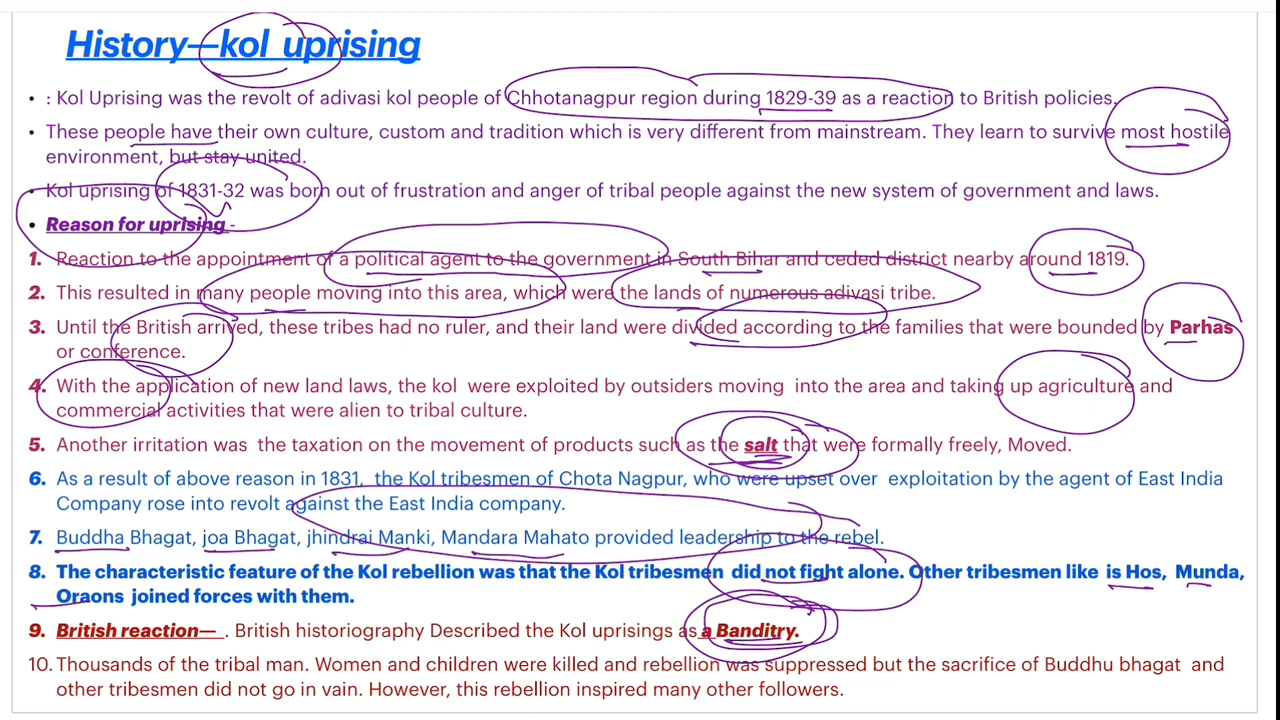 History—kol uprising
• : Kol Uprising was the revolt of adivasi kol people of Chhotanagpur region during 1829-39 as a reaction to British policies.
• These people have their own culture, custom and tradition which is very different from mainstream. They learn to survive most hostile
environment, but stay united.
• Kol uprising of 1831-32 was born out of frustration and anger of tribal people against the new system of government and laws.
• Reason for uprising -
1. Reaction to the appointment of a political agent to the government in South Bihar and ceded district nearby around 1819.
2. This resulted in many people moving into this area, which were the lands of numerous adivasi tribe.
3. Until the British arrived, these tribes had no ruler, and their land were divided according to the families that were bounded by Parhas
or conference.
4. With the application of new land laws, the kol were exploited by outsiders moving into the area and taking up agriculture and
commercial activities that were alien to tribal culture.
5. Another irritation was the taxation on the movement of products such as the salt that were formally freely, Moved.
6. As a result of above reason in 1831, the Kol tribesmen of Chota Nagpur, who were upset over exploitation by the agent of East India
Company rose into revolt against the East India company.
7. Buddha Bhagat, joa Bhagat, jhindrai Manki, Mandara Mahato provided leadership to the rebel.
8. The characteristic feature of the Kol rebellion was that the Kol tribesmen did not fight alone. Other tribesmen like is Hos, Munda,
Oraons joined forces with them.
9. British reaction— . British historiography Described the Kol uprisings as a Banditry.
10. Thousands of the tribal man. Women and children were killed and rebellion was suppressed but the sacrifice of Buddhu bhagat and
other tribesmen did not go in vain. However, this rebellion inspired many other followers.